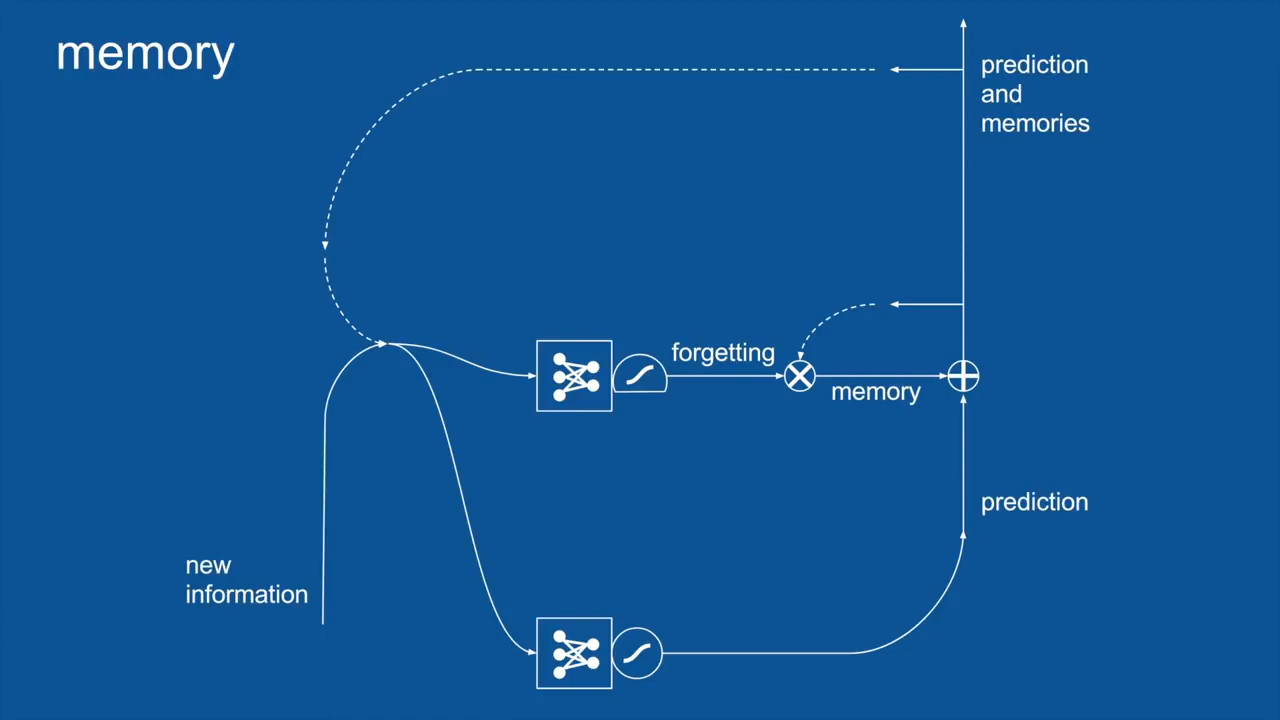 memory
prediction
and
memories
forgetting
memory
prediction
new
information